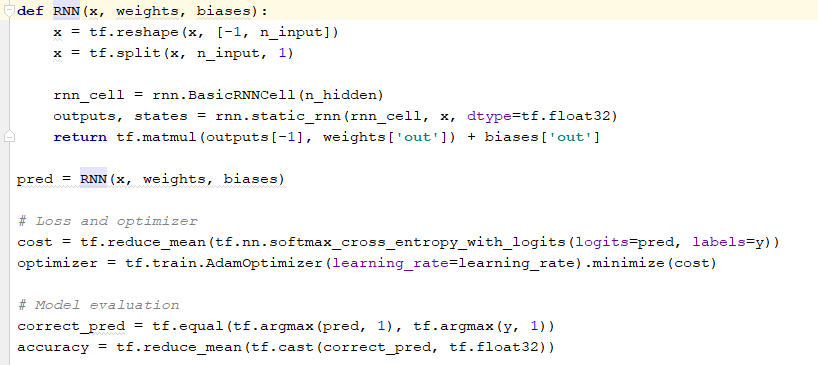 def RNN(x, weights, biases):
    x = tf.reshape(x, [-1, n_input])
    x = tf.split(x, n_input, 1)

    rnn_cell = rnn.BasicRNNCell(n_hidden)
    outputs, states = rnn.static_rnn(rnn_cell, x, dtype=tf.float32)
    return tf.matmul(outputs[-1], weights['out']) + biases['out']

pred = RNN(x, weights, biases)

# Loss and optimizer
cost = tf.reduce_mean(tf.nn.softmax_cross_entropy_with_logits(logits=pred, labels=y))
optimizer = tf.train.AdamOptimizer(learning_rate=learning_rate).minimize(cost)

# Model evaluation
correct_pred = tf.equal(tf.argmax(pred, 1), tf.argmax(y, 1))
accuracy = tf.reduce_mean(tf.cast(correct_pred, tf.float32))